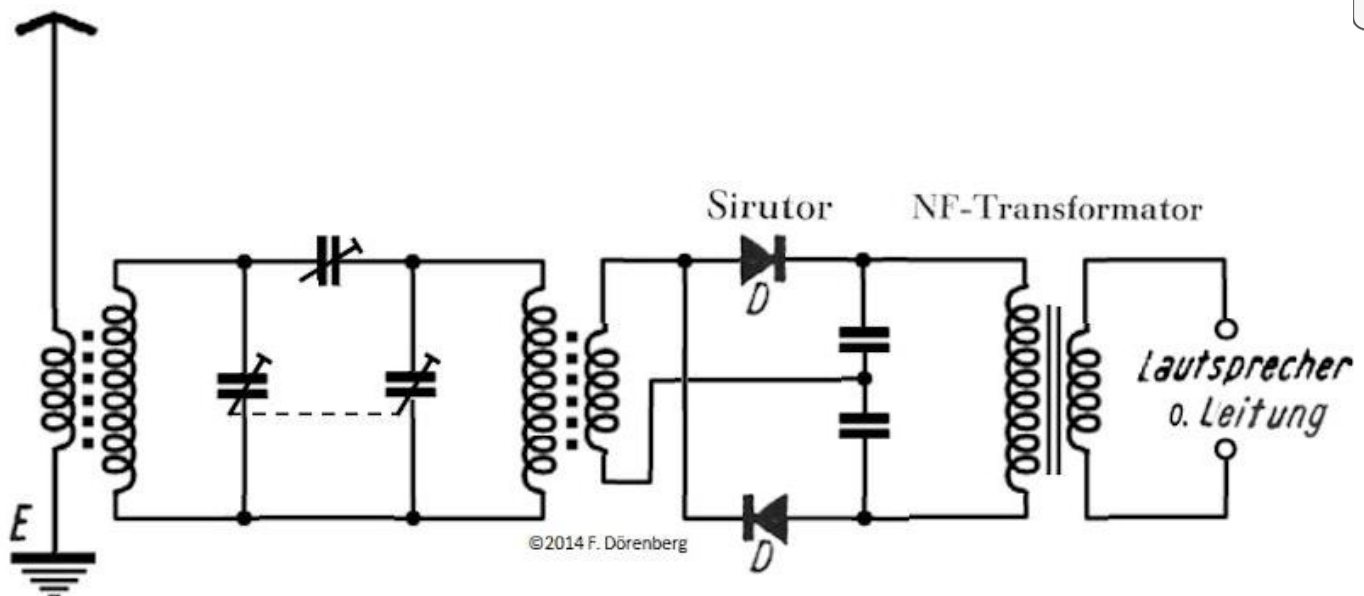 Sirutor
NF-Transformator
D
Lautsprecher
o. Leitung
E
©2014 F. Dörenberg
D